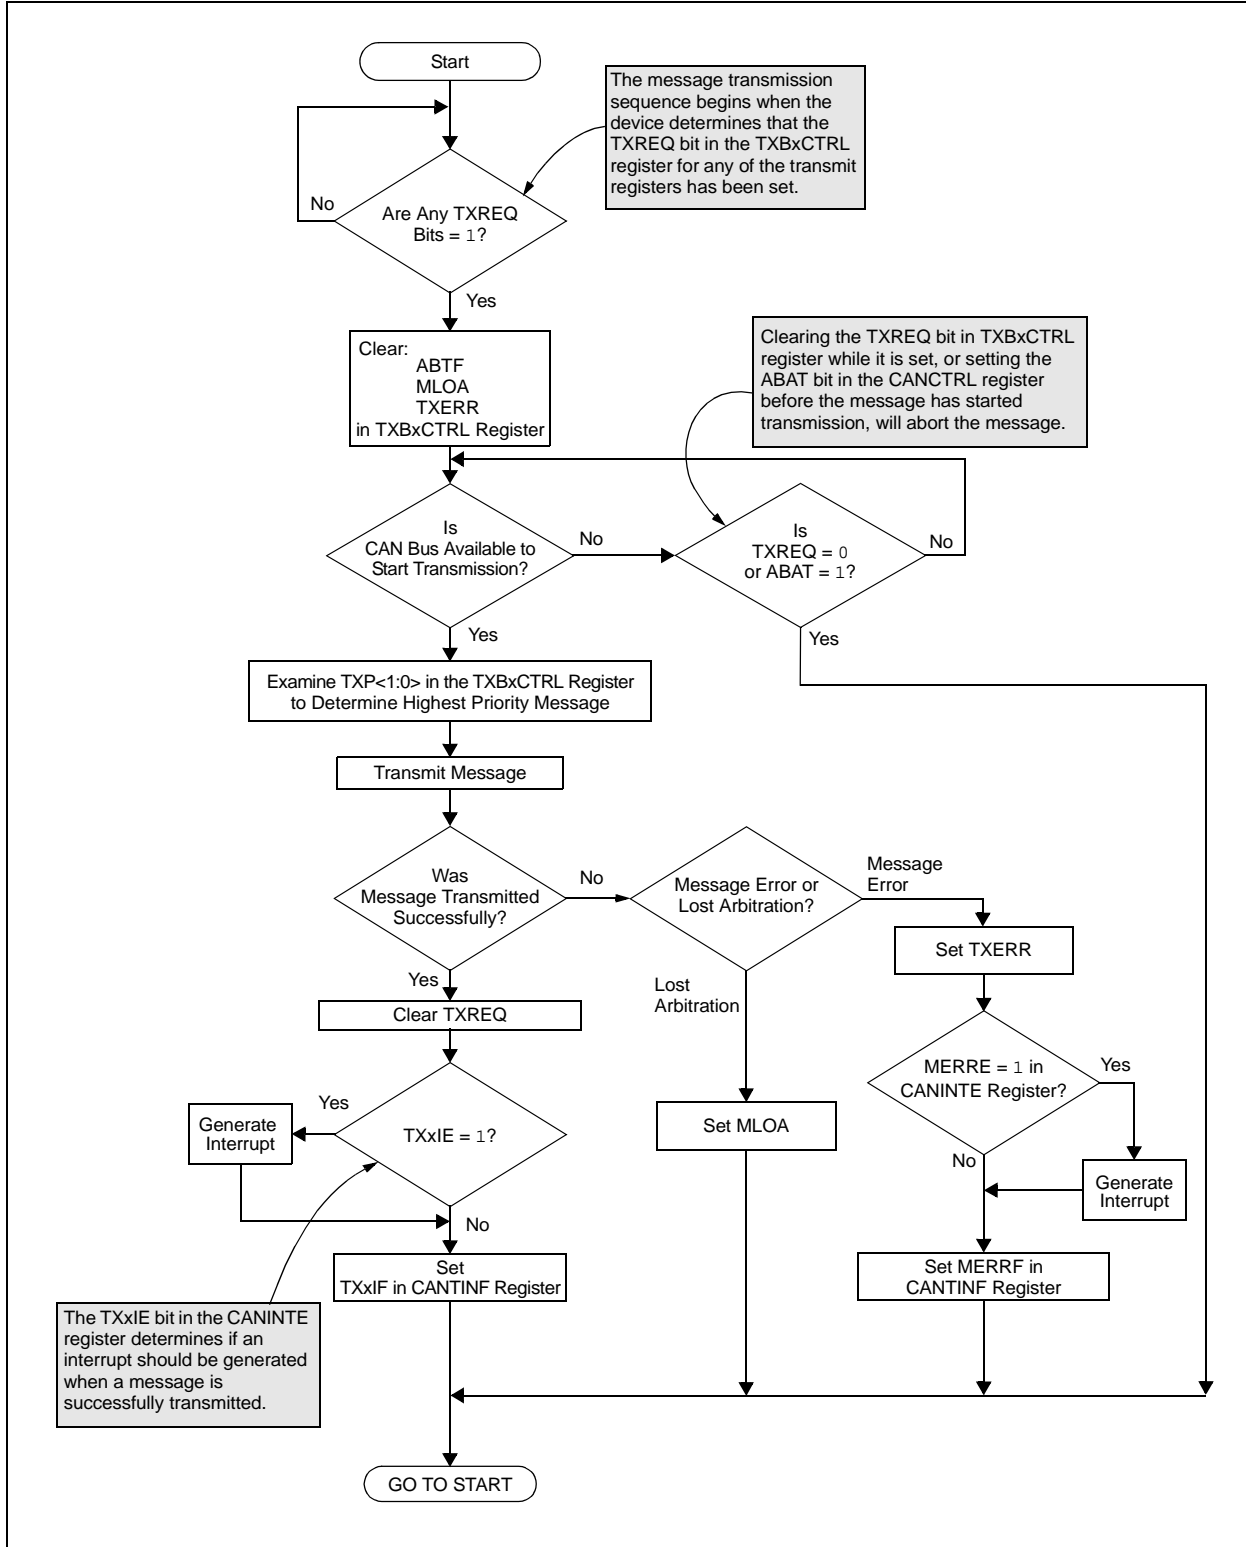 Start
The message transmission
sequence begins when the
device determines that the
TXREQ bit in the TXBxCTRL
register for any of the transmit
registers has been set.
No
Are Any TXREQ
Bits = 1?
Yes
Clear:
ABTF
MLOA
TXERR
in TXBxCTRL Register
Clearing the TXREQ bit in TXBxCTRL
register while it is set, or setting the
ABAT bit in the CANCTRL register
before the message has started
transmission, will abort the message.
Is
CAN Bus Available to
Start Transmission?
No
Is
TXREQ = 0
or ABAT = 1?
No
Yes
Yes
Examine TXP<1:0> in the TXBxCTRL Register
to Determine Highest Priority Message
Transmit Message
Was
Message Transmitted
Successfully?
No
Message Error or
Lost Arbitration?
Message
Error
Set TXERR
Yes
Lost
Arbitration
Clear TXREQ
MERRE = 1 in
CANINTE Register?
Yes
Yes
Generate
Interrupt
TXxIE = 1?
Set MLOA
No
Generate
Interrupt
No
Set
TXxIF in CANTINF Register
Set MERRF in
CANTINF Register
The TXxIE bit in the CANINTE
register determines if an
interrupt should be generated
when a message is
successfully transmitted.
GO TO START